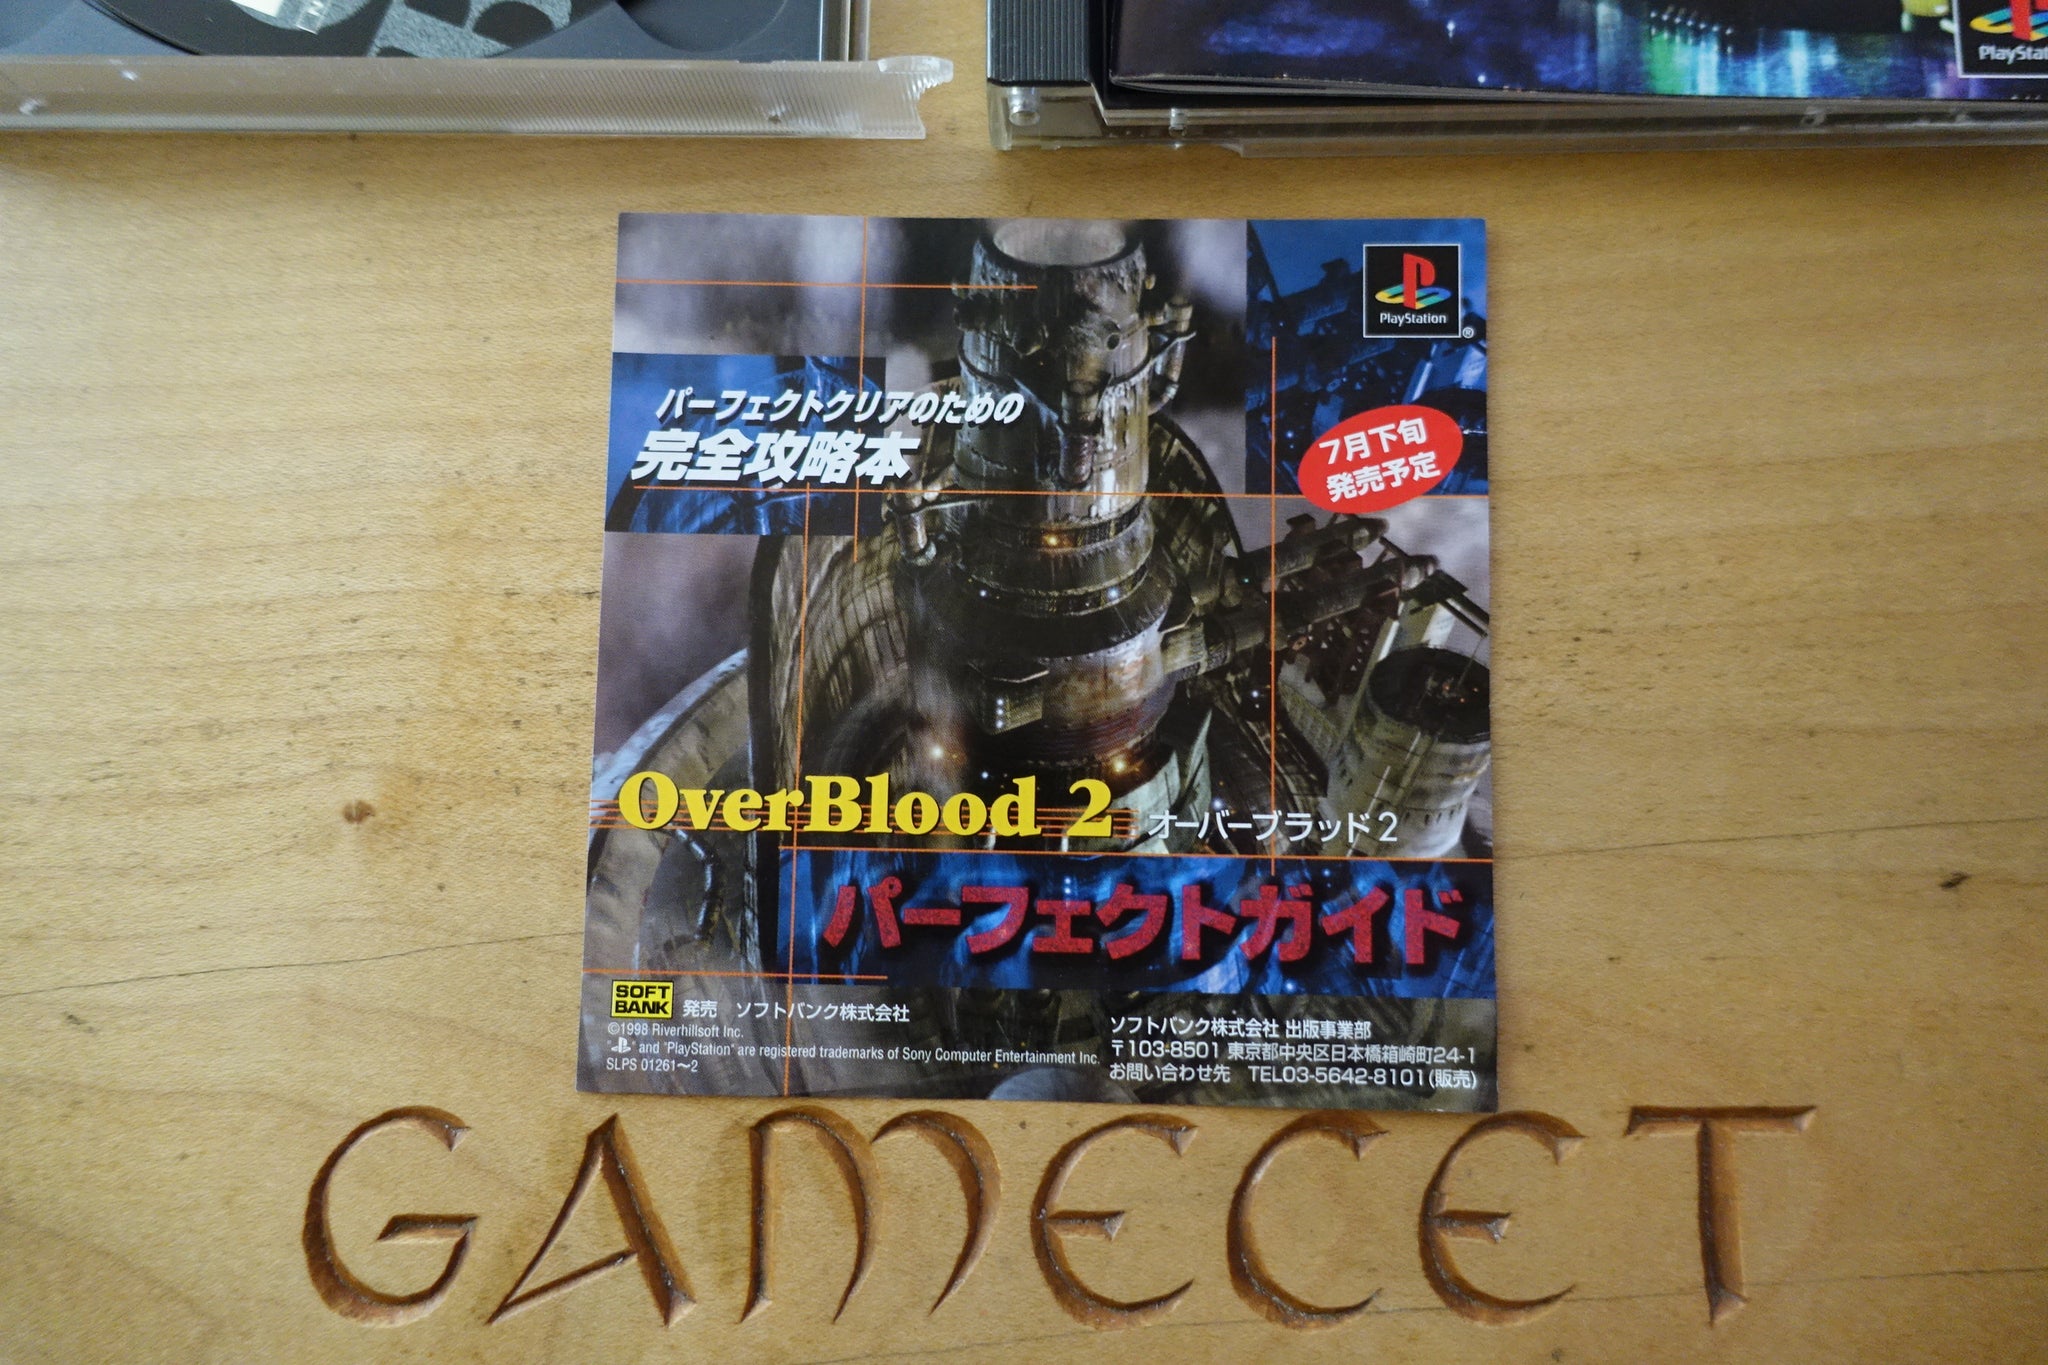 PlayStation
PlayStation
パーフェクトクリアのための
完全攻略本
7月下旬
発売予定
OverBlood 2 オーバーブラッド2
パーフェクトガイド
SOFT
BANK
発売 ソフトバンク株式会社
©1998 Riverhillsoft Inc.
" " and "PlayStation" are registered trademarks of Sony Computer Entertainment Inc.
SLPS 01261〜2
ソフトバンク株式会社 出版事業部
〒103-8501 東京都中央区日本橋箱崎町24-1
お問い合わせ先 TEL03-5642-8101(販売)
GAMECET